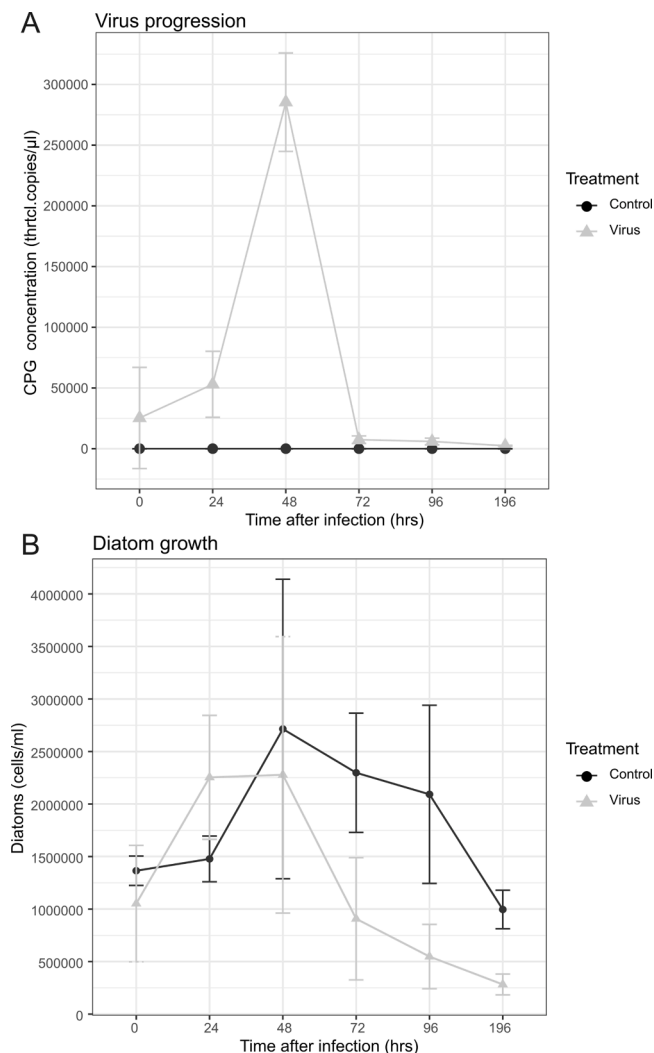 A
Virus progression
CPG concentration (thrtcl.copies/µl)
300000
250000
200000
150000
100000
50000
0
0 24 48 72 96 196
Time after infection (hrs)
Treatment
Control
Virus
B
Diatom growth
Diatoms (cells/ml)
4000000
3500000
3000000
2500000
2000000
1500000
1000000
500000
0
0 24 48 72 96 196
Time after infection (hrs)
Treatment
Control
Virus